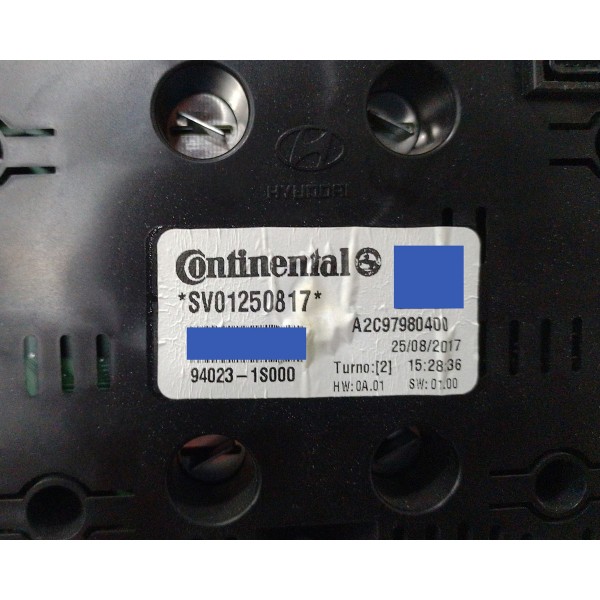 HYUNDAI
Continental
*SV01250817*
A2C97980400
25/08/2017
94023-1S000
Turno:[2] 15:28:36
HW: 0A.01 SW: 01.00